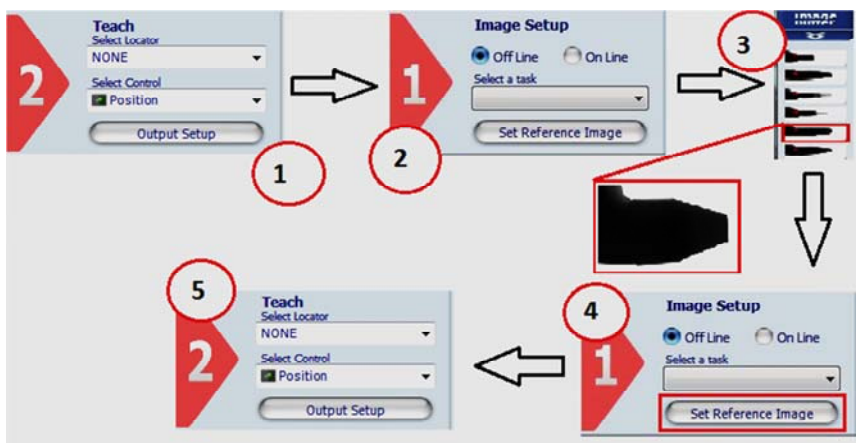 2
Teach
Select Locator
NONE
Select Control
Position
Output Setup
1
1
Image Setup
Off Line On Line
Select a task
Set Reference Image
2
3
Image
5
2
Teach
Select Locator
NONE
Select Control
Position
Output Setup
4
1
Image Setup
Off Line On Line
Select a task
Set Reference Image